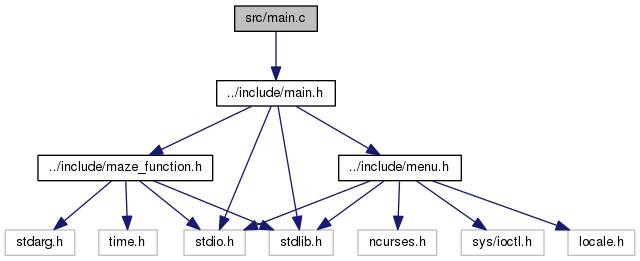 src/main.c
../include/main.h
../include/maze_function.h
../include/menu.h
stdarg.h
time.h
stdio.h
stdlib.h
ncurses.h
sys/ioctl.h
locale.h